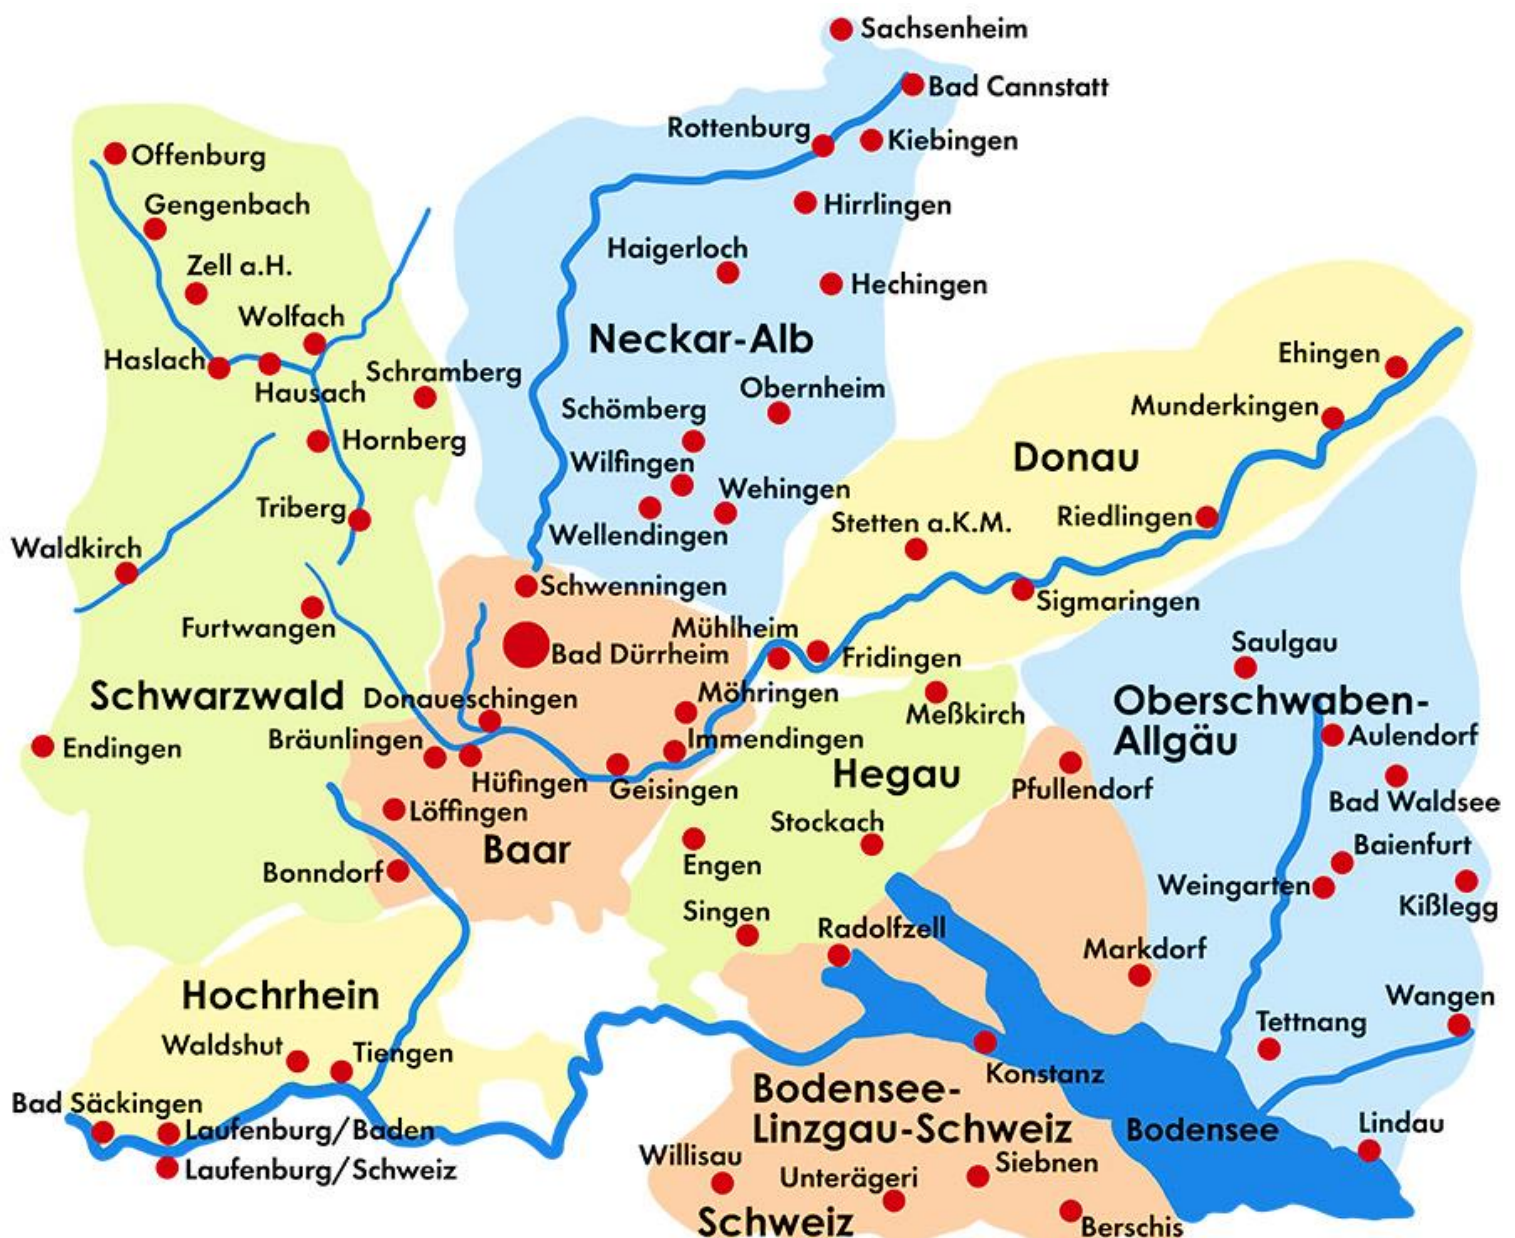 Sachsenheim
Bad Cannstatt
Rottenburg
Kiebingen
Offenburg
Gengenbach
Hirrlingen
Haigerloch
Zell a.H.
Hechingen
Wolfach
Neckar-Alb
Ehingen
Haslach
Schramberg
Hausach
Obernheim
Munderkingen
Schömberg
Hornberg
Donau
Wilfingen
Wehingen
Triberg
Stetten a.K.M.
Riedlingen
Wellendingen
Waldkirch
Schwenningen
Sigmaringen
Furtwangen
Mühlheim
Saulgau
Bad Dürrheim
Fridingen
Schwarzwald
Donaueschingen
Möhringen
Meßkirch
Oberschwaben-
Allgäu
Aulendorf
Endingen
Bräunlingen
Immendingen
Hegau
Hüfingen
Geisingen
Pfullendorf
Bad Waldsee
Löffingen
Stockach
Baar
Baienfurt
Engen
Bonndorf
Weingarten
Kißlegg
Singen
Radolfzell
Markdorf
Hochrhein
Wangen
Tettnang
Waldshut
Tiengen
Konstanz
Bodensee-
Linzgau-Schweiz
Bad Säckingen
Laufenburg/Baden
Bodensee
Lindau
Laufenburg/Schweiz
Willisau
Siebnen
Unterägeri
Schweiz
Berschis